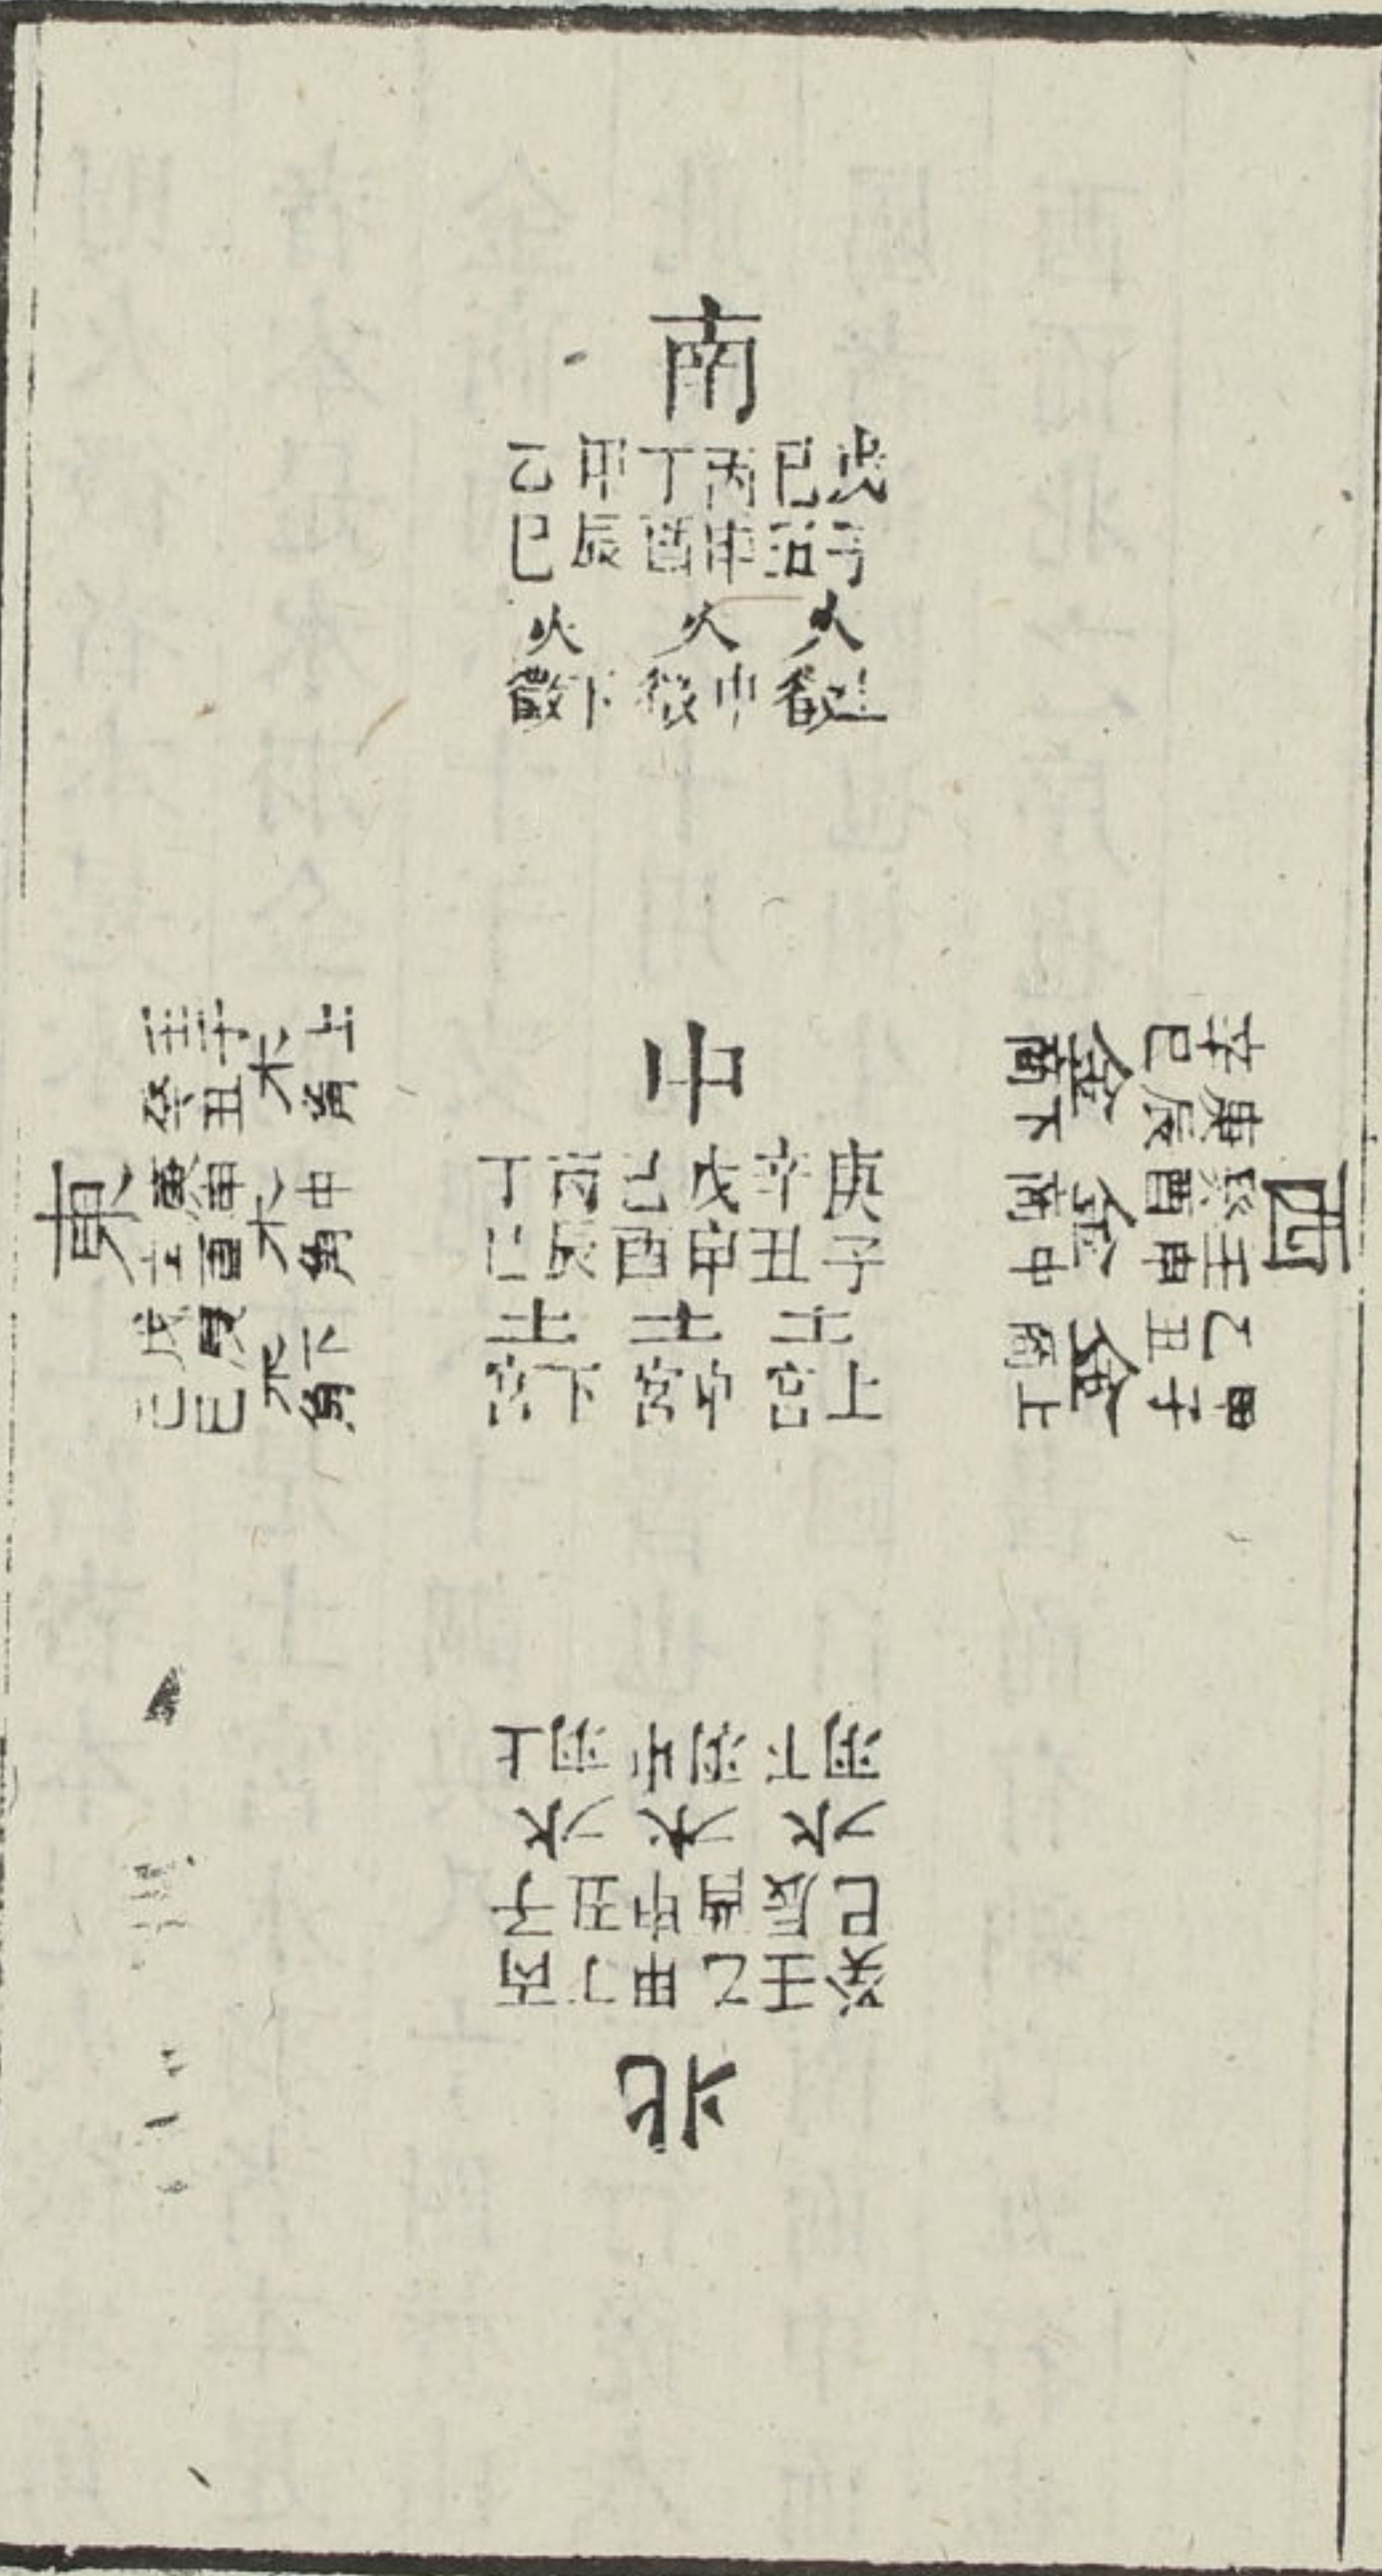 南
戊子己丑火上徵
丙申丁酉火中徵
甲辰乙巳火下徵
西
甲子乙丑金上商
壬申癸酉金中商
庚辰辛巳金下商
中
庚子辛丑土上宮
戊申己酉土中宮
丙辰丁巳土下宮
東
壬子癸丑木上角
庚申辛酉木中角
戊辰己巳木下角
北
丙子丁丑水上羽
甲申乙酉水中羽
壬辰癸巳水下羽